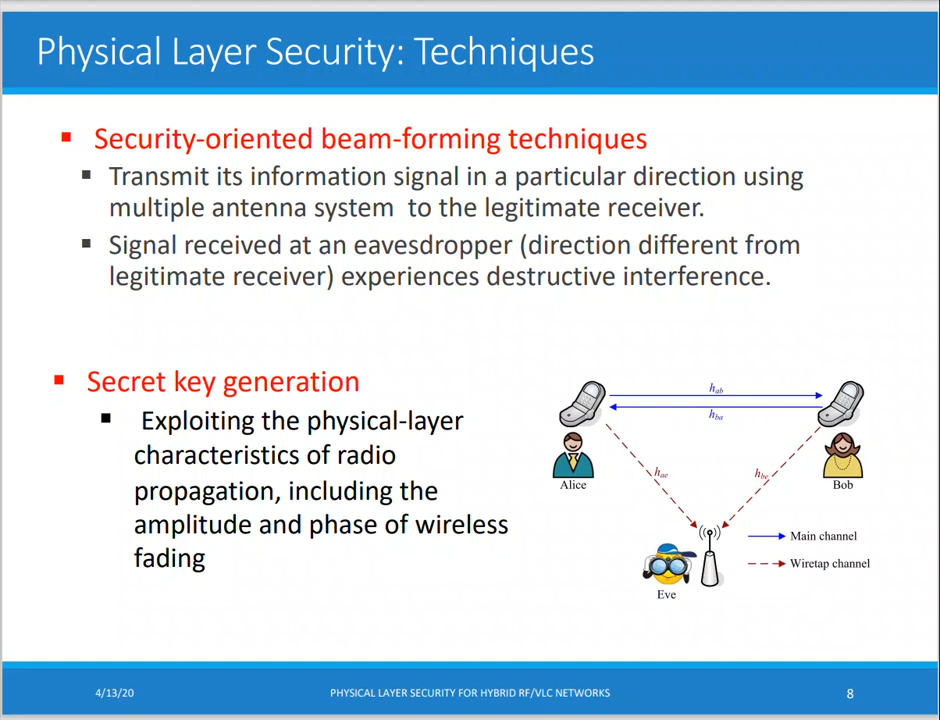 Physical Layer Security: Techniques
▪ Security-oriented beam-forming techniques
▪ Transmit its information signal in a particular direction using
multiple antenna system to the legitimate receiver.
▪ Signal received at an eavesdropper (direction different from
legitimate receiver) experiences destructive interference.
▪ Secret key generation
▪ Exploiting the physical-layer
characteristics of radio
propagation, including the
amplitude and phase of wireless
fading
hab
hba
hae
hbe
Alice
Bob
Eve
Main channel
Wiretap channel
4/13/20
PHYSICAL LAYER SECURITY FOR HYBRID RF/VLC NETWORKS
8